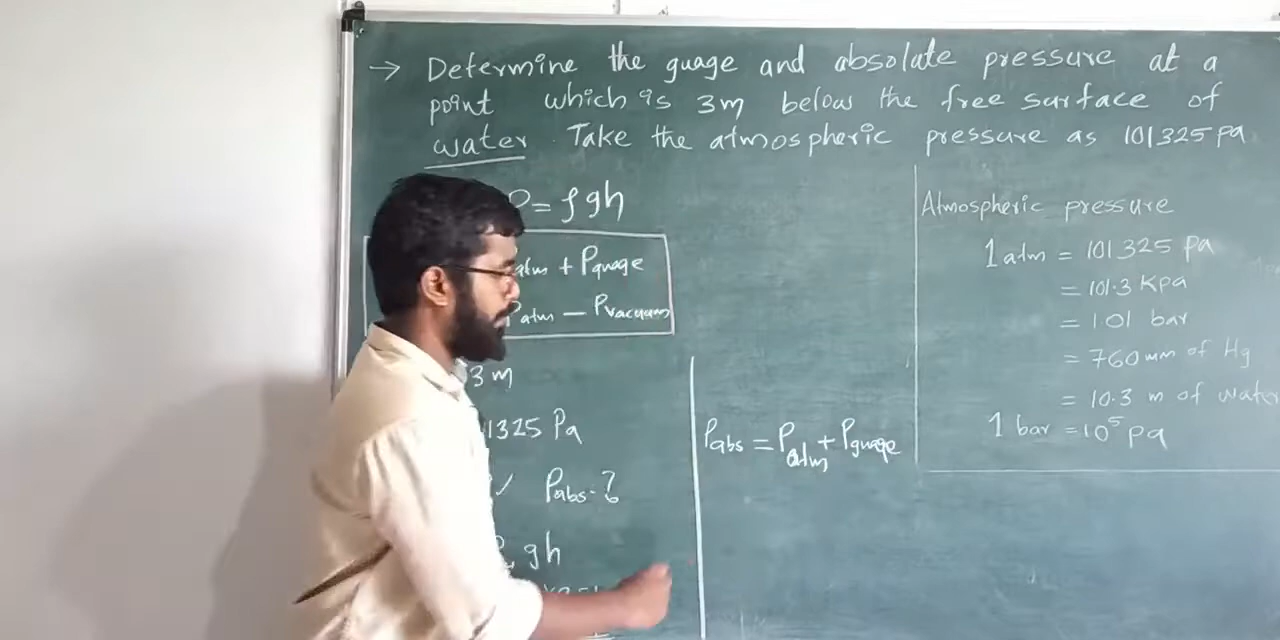 → Determine the guage and absolute pressure at a
point which is 3m below the free surface of
water. Take the atmospheric pressure as 101325 pa
P = ρgh
atm + Pguage
Patm — Pvacuum
3 m
1325 Pa
✓ Pabs - ?
gh
Pabs = Patm + Pguage
Atmospheric pressure
1 atm = 101325 pa
= 101.3 Kpa
= 1.01 bar
= 760 mm of Hg
= 10.3 m of water
1 bar = 10⁵ pa